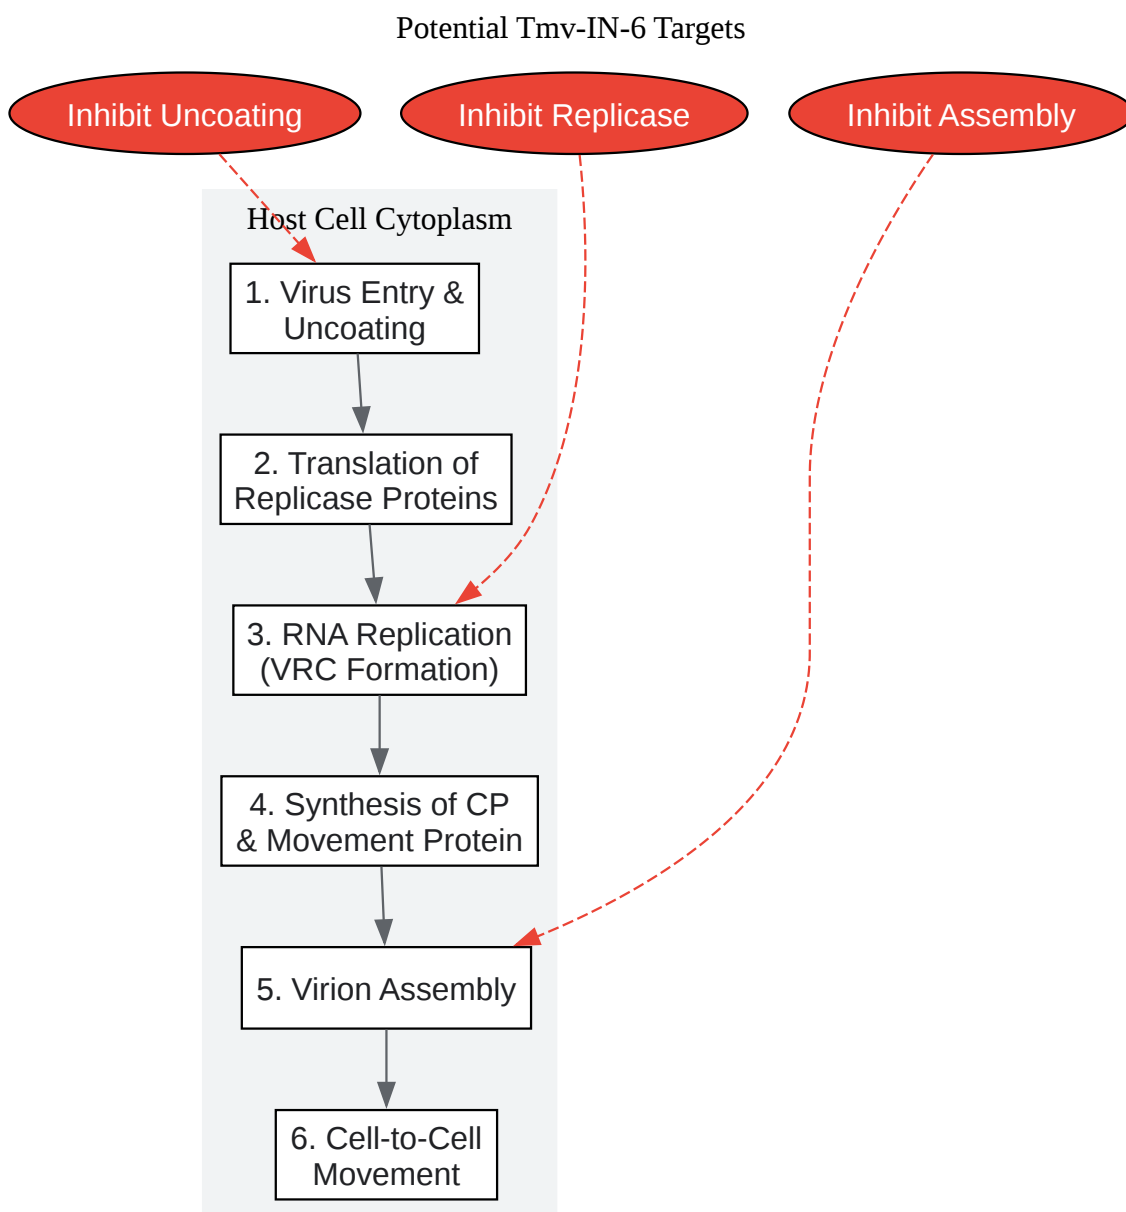 Potential Tmv-IN-6 Targets
Inhibit Uncoating
Inhibit Replicase
Inhibit Assembly
Host Cell Cytoplasm
1. Virus Entry &
Uncoating
2. Translation of
Replicase Proteins
3. RNA Replication
(VRC Formation)
4. Synthesis of CP
& Movement Protein
5. Virion Assembly
6. Cell-to-Cell
Movement